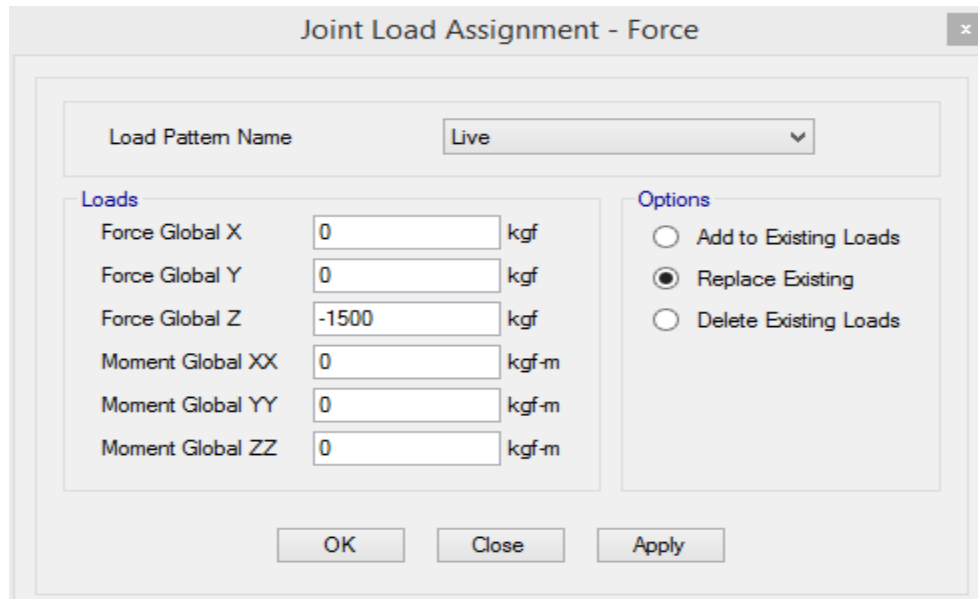 Joint Load Assignment - Force
x
Load Pattern Name Live
Loads
Force Global X 0 kgf
Force Global Y 0 kgf
Force Global Z -1500 kgf
Moment Global XX 0 kgf-m
Moment Global YY 0 kgf-m
Moment Global ZZ 0 kgf-m
Options
Add to Existing Loads
Replace Existing
Delete Existing Loads
OK Close Apply